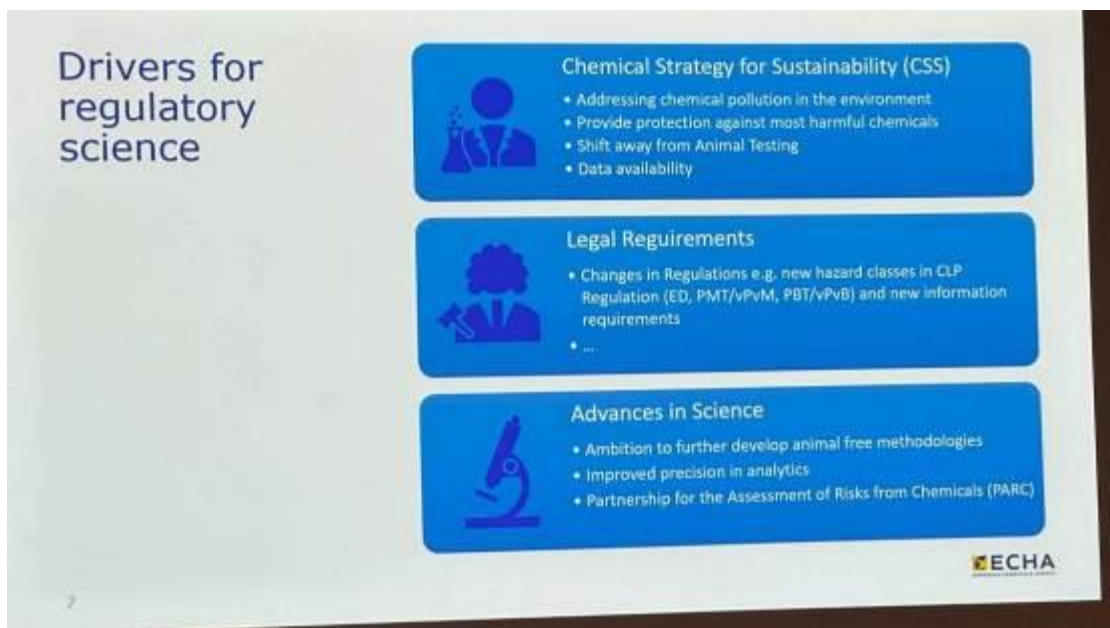 Drivers for
regulatory
science
Chemical Strategy for Sustainability (CSS)
• Addressing chemical pollution in the environment
• Provide protection against most harmful chemicals
• Shift away from Animal Testing
• Data availability
Legal Reguirements
• Changes in Regulations e.g. new hazard classes in CLP
Regulation (ED, PMT/vPvM, PBT/vPvB) and new information
requirements
• ...
Advances in Science
• Ambition to further develop animal free methodologies
• Improved precision in analytics
• Partnership for the Assessment of Risks from Chemicals (PARC)
ECHA
7